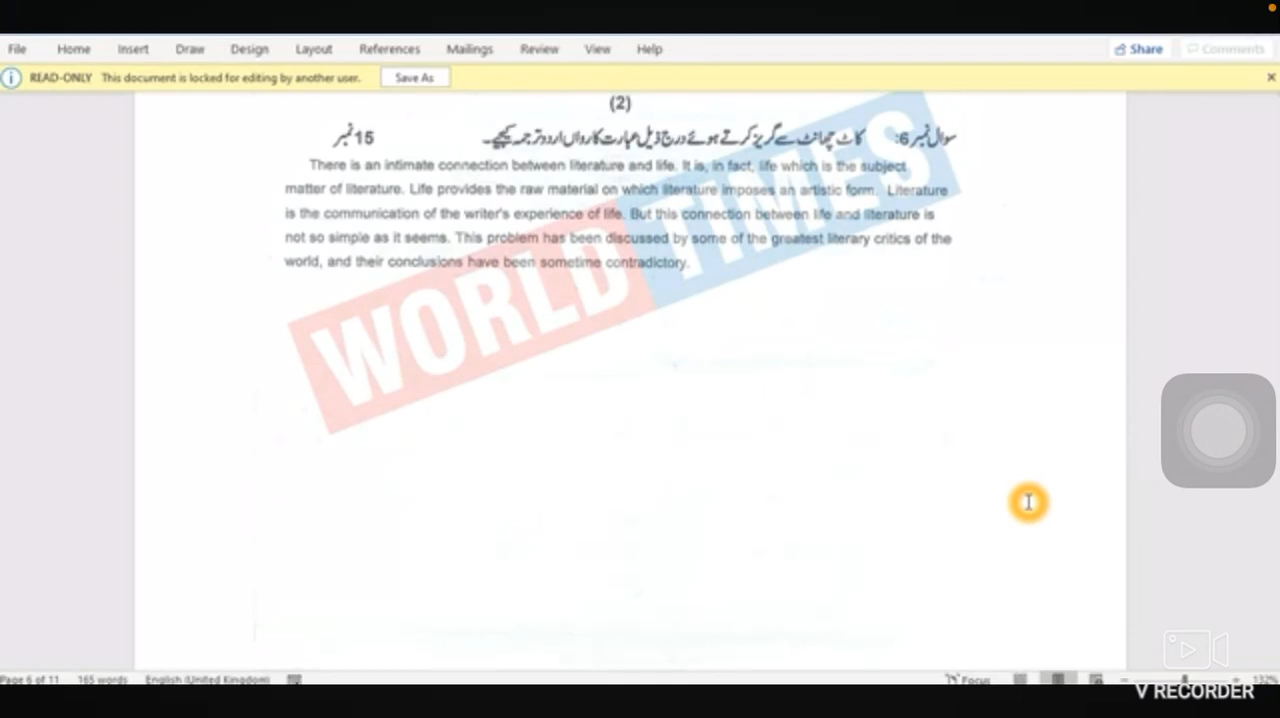 File Home Insert Draw Design Layout References Mailings Review View Help Share Comments
READ-ONLY This document is locked for editing by another user. Save As
(2)
سوال نمبر6: کاٹ چھانٹ سے گریز کرتے ہوئے درج ذیل عبارت کا رواں اردو ترجمہ کیجیے۔ 15نمبر
There is an intimate connection between literature and life. It is, in fact, life which is the subject
matter of literature. Life provides the raw material on which literature imposes an artistic form. Literature
is the communication of the writer's experience of life. But this connection between life and literature is
not so simple as it seems. This problem has been discussed by some of the greatest literary critics of the
world, and their conclusions have been sometime contradictory.
WORLD TIMES
Page 6 of 11 165 words English (United Kingdom) Focus 132%
V RECORDER